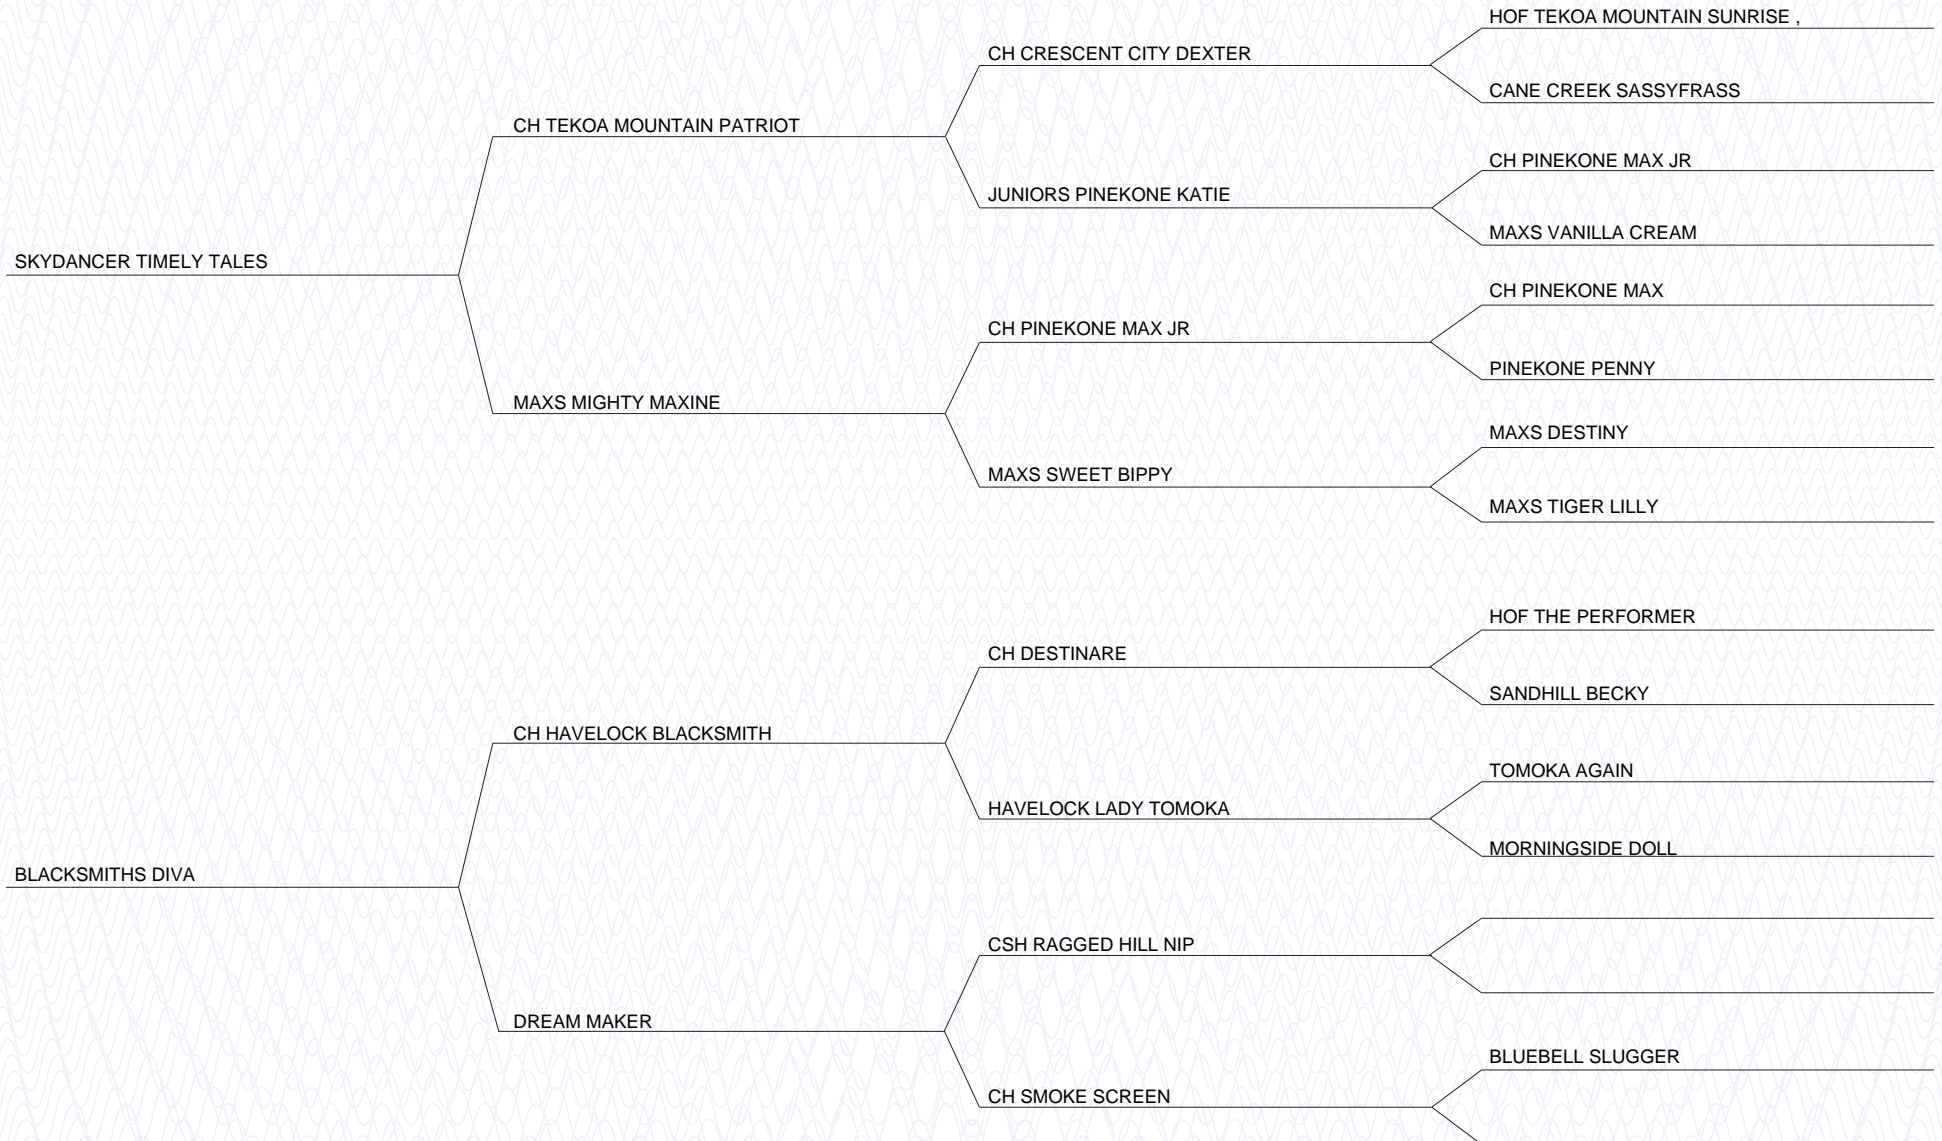 HOF TEKOA MOUNTAIN SUNRISE ,
CH CRESCENT CITY DEXTER
CANE CREEK SASSYFRASS
CH TEKOA MOUNTAIN PATRIOT
CH PINEKONE MAX JR
JUNIORS PINEKONE KATIE
MAXS VANILLA CREAM
SKYDANCER TIMELY TALES
CH PINEKONE MAX
CH PINEKONE MAX JR
PINEKONE PENNY
MAXS MIGHTY MAXINE
MAXS DESTINY
MAXS SWEET BIPPY
MAXS TIGER LILLY
HOF THE PERFORMER
CH DESTINARE
SANDHILL BECKY
CH HAVELOCK BLACKSMITH
TOMOKA AGAIN
HAVELOCK LADY TOMOKA
MORNINGSIDE DOLL
BLACKSMITHS DIVA
CSH RAGGED HILL NIP
DREAM MAKER
BLUEBELL SLUGGER
CH SMOKE SCREEN